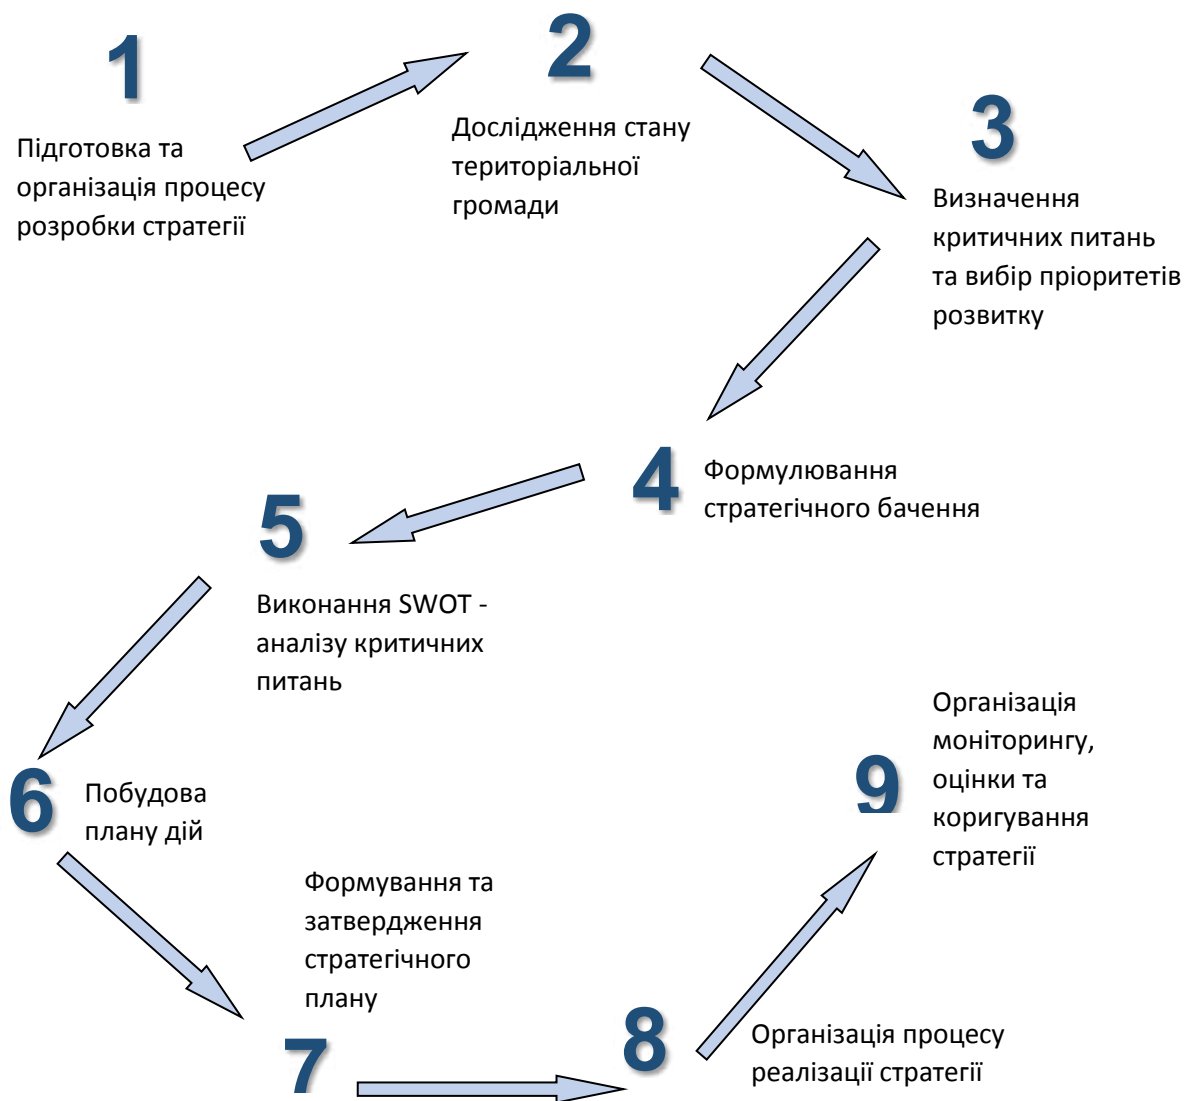 1
Підготовка та
організація процесу
розробки стратегії
2
Дослідження стану
територіальної
громади
3
Визначення
критичних питань
та вибір пріоритетів
розвитку
4
Формулювання
стратегічного бачення
5
Виконання SWOT -
аналізу критичних
питань
6
Побудова
плану дій
Формування та
затвердження
стратегічного
плану
7
8
Організація процесу
реалізації стратегії
9
Організація
моніторингу,
оцінки та
коригування
стратегії